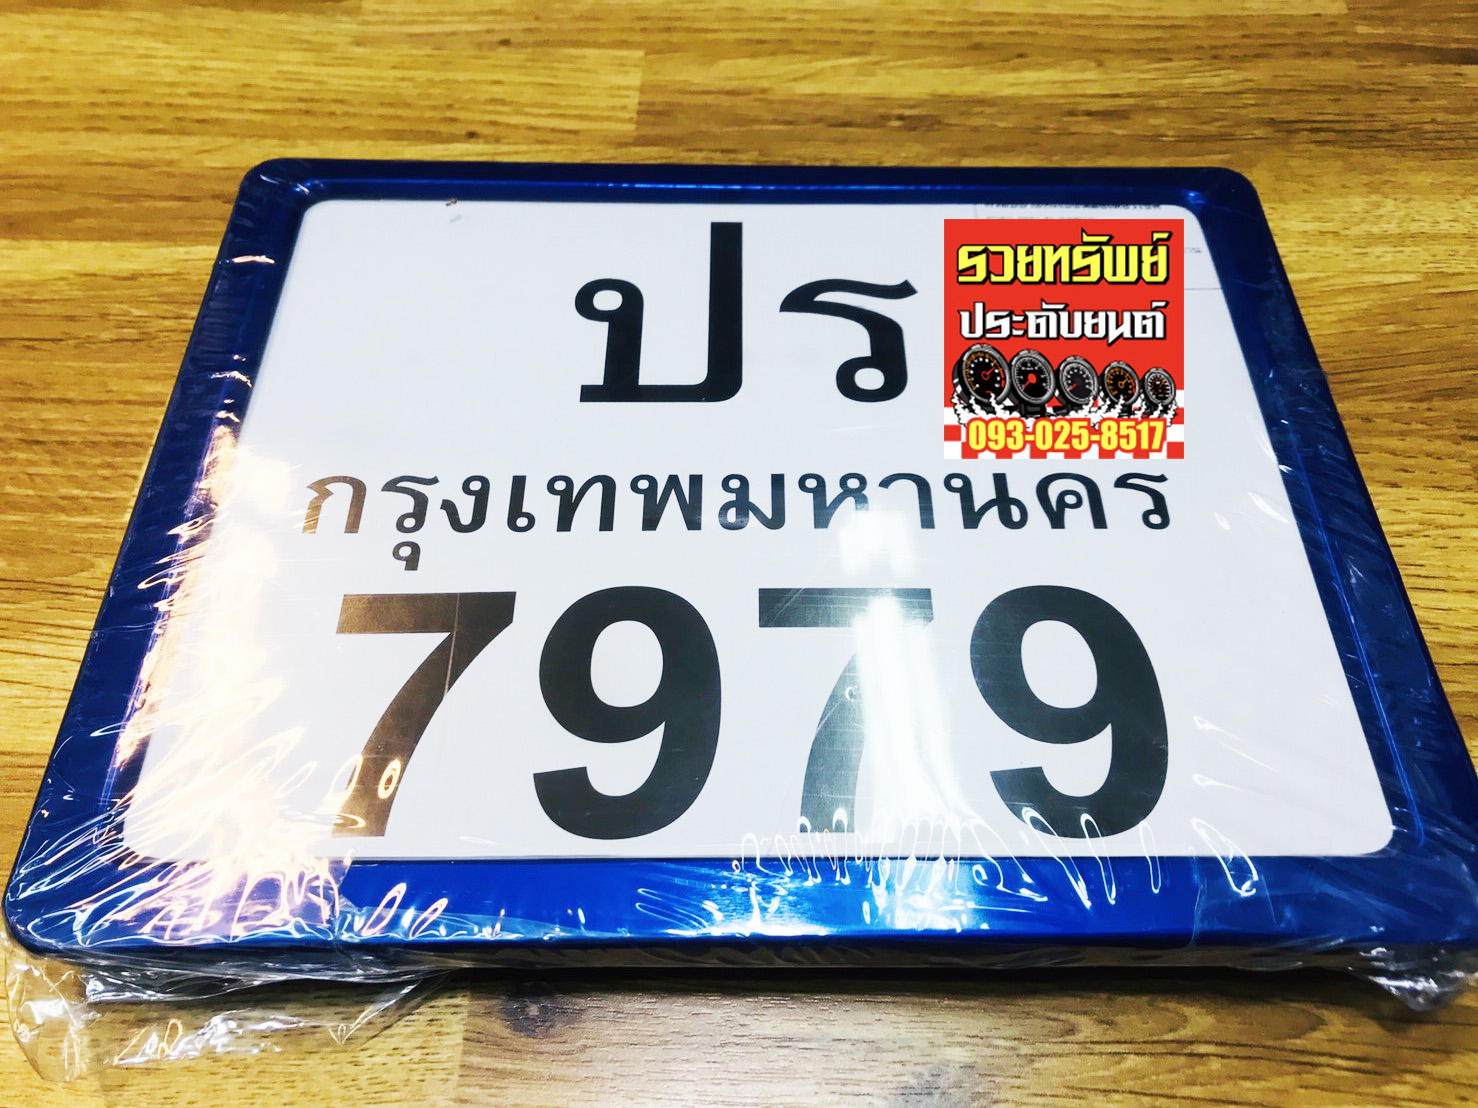 ปร
รวยทรัพย์
ประดับยนต์
093-025-8517
กรุงเทพมหานคร
7979